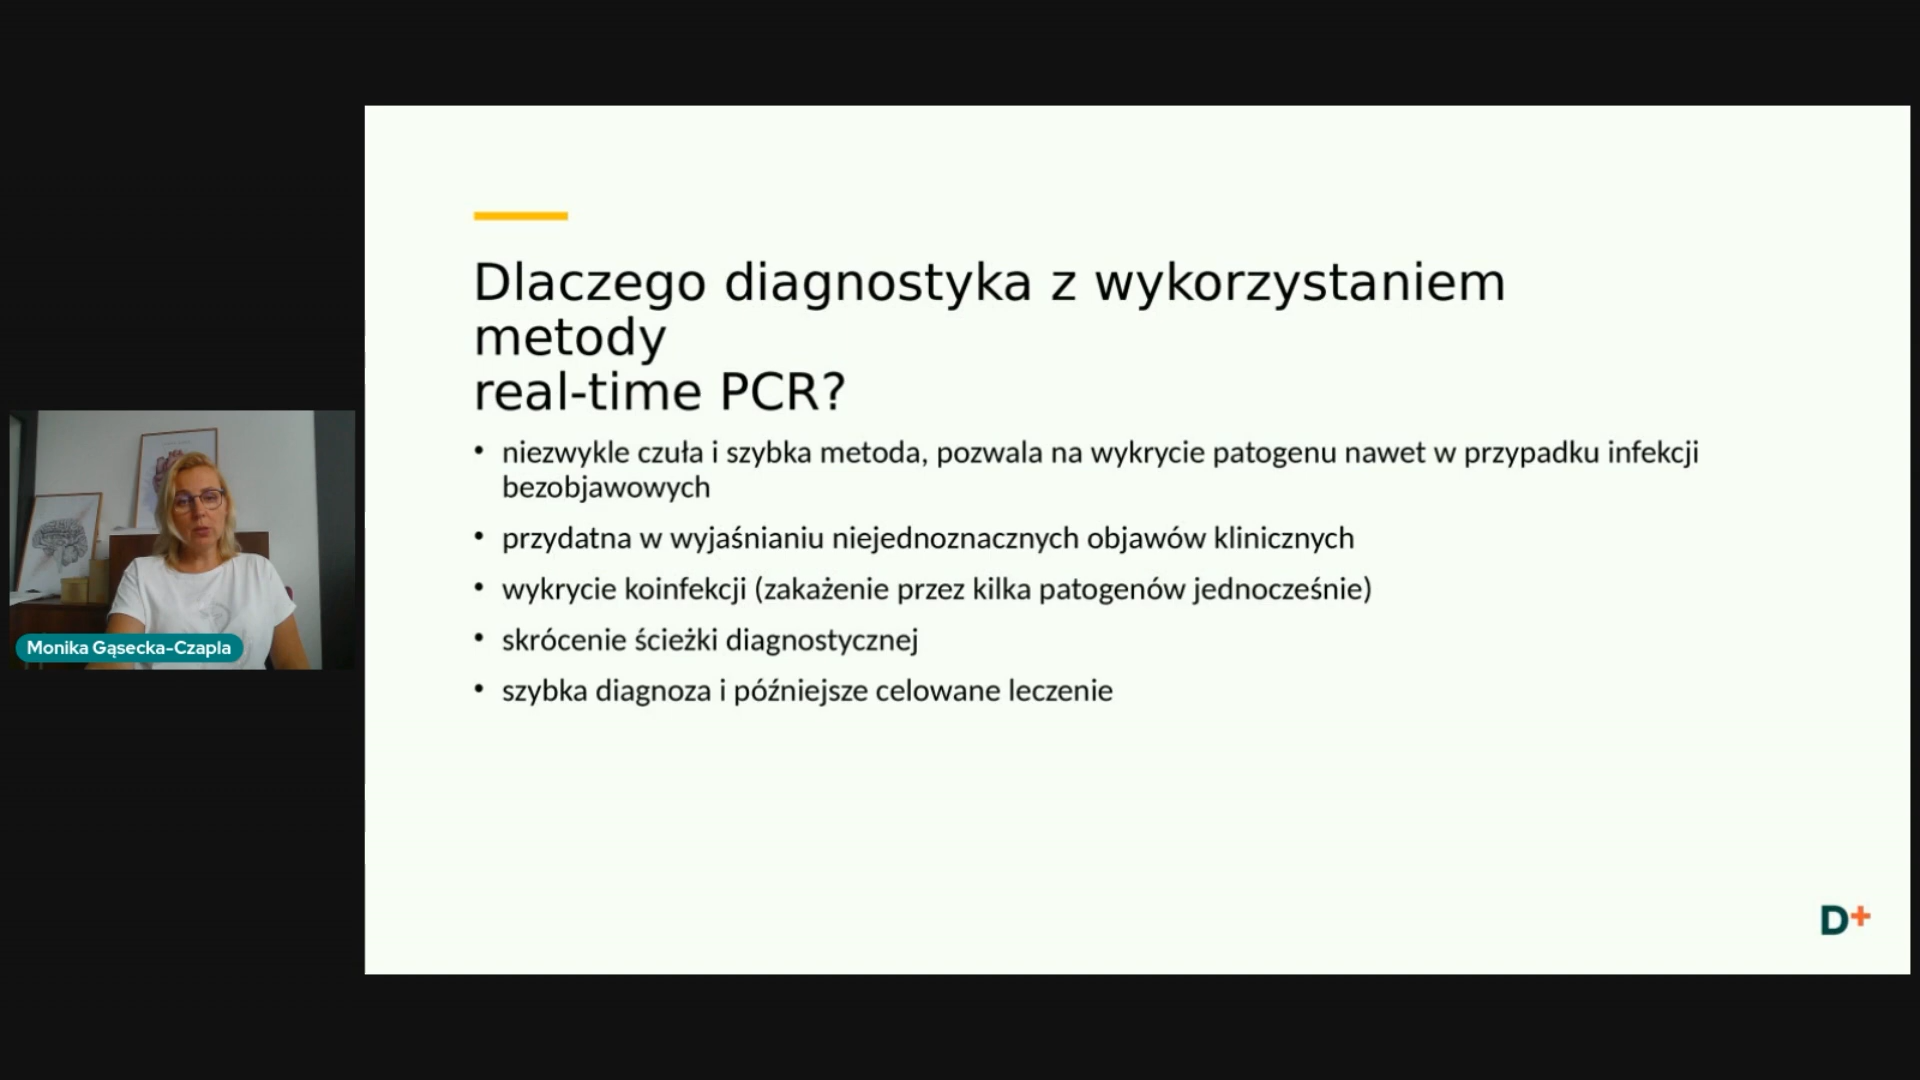 Dlaczego diagnostyka z wykorzystaniem
metody
real-time PCR?
• niezwykle czuła i szybka metoda, pozwala na wykrycie patogenu nawet w przypadku infekcji
bezobjawowych
• przydatna w wyjaśnianiu niejednoznacznych objawów klinicznych
• wykrycie koinfekcji (zakażenie przez kilka patogenów jednocześnie)
• skrócenie ścieżki diagnostycznej
• szybka diagnoza i późniejsze celowane leczenie
Monika Gąsecka-Czapla
D+